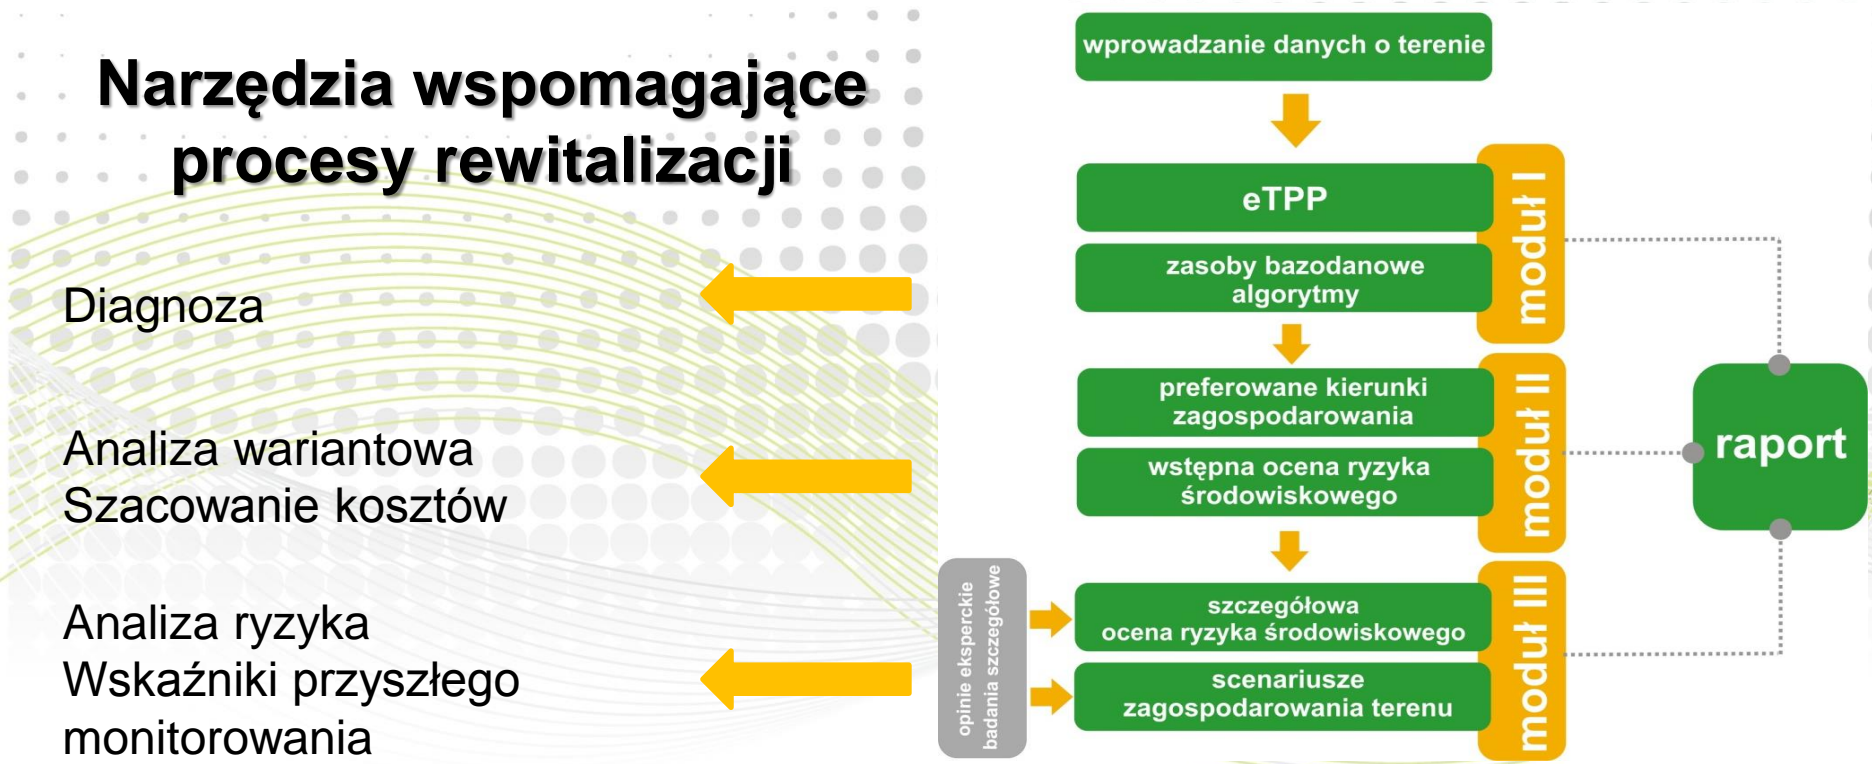 Narzędzia wspomagające
procesy rewitalizacji
Diagnoza
Analiza wariantowa
Szacowanie kosztów
Analiza ryzyka
Wskaźniki przyszłego
monitorowania
wprowadzanie danych o terenie
eTPP
zasoby bazodanowe
algorytmy
moduł I
preferowane kierunki
zagospodarowania
wstępna ocena ryzyka
środowiskowego
moduł II
opinie eksperckie
badania szczegółowe
szczegółowa
ocena ryzyka środowiskowego
scenariusze
zagospodarowania terenu
moduł III
raport